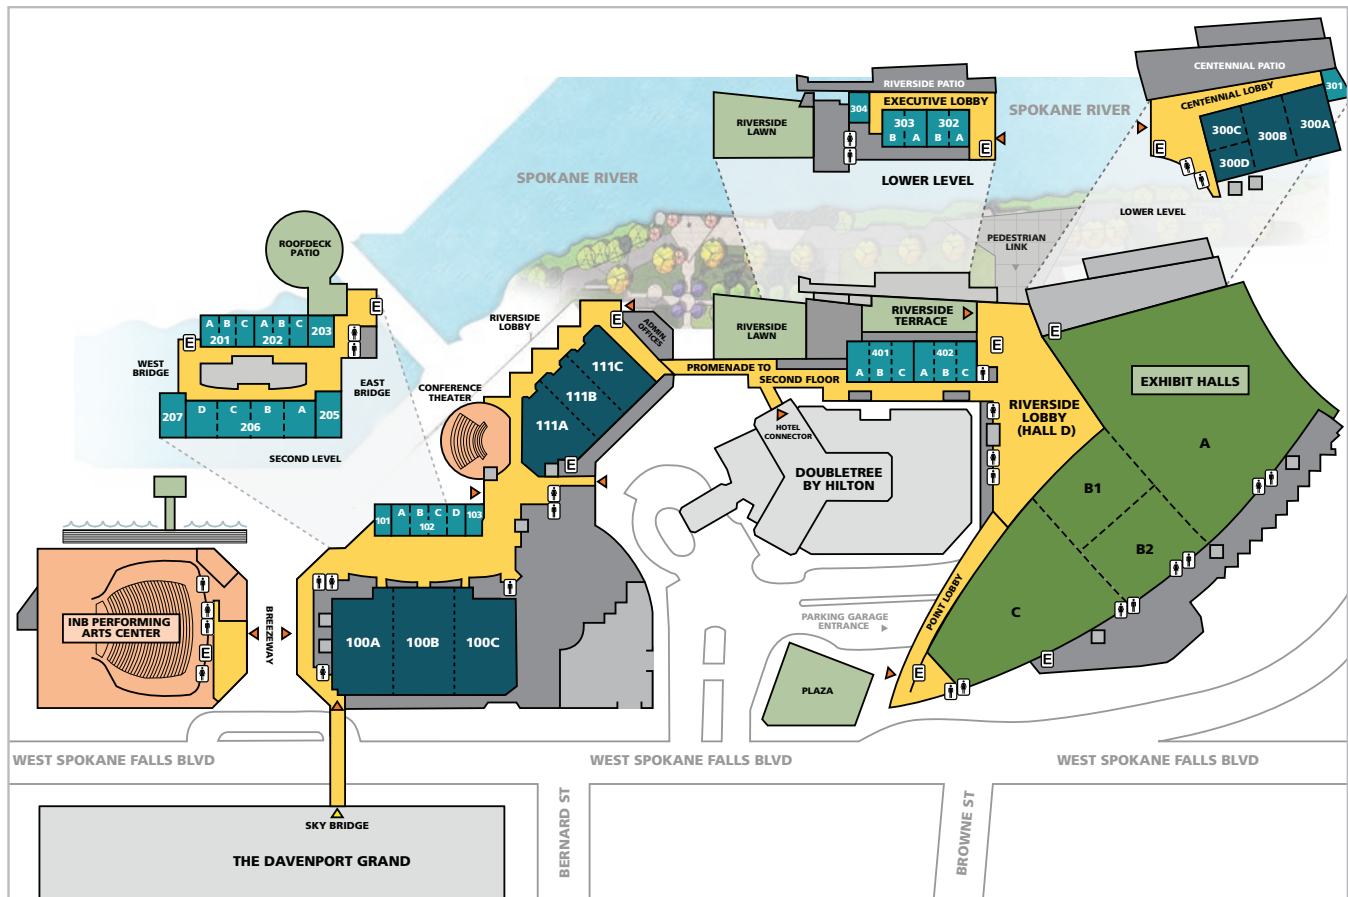 CENTENNIAL PATIO
CENTENNIAL LOBBY
301
300A
300B
300C
300D
E
LOWER LEVEL
RIVERSIDE PATIO
EXECUTIVE LOBBY
304
303
B A
302
B A
E
RIVERSIDE
LAWN
LOWER LEVEL
SPOKANE RIVER
SPOKANE RIVER
PEDESTRIAN
LINK
ROOFDECK
PATIO
A B C
201
A B C
202
203
E
E
WEST
BRIDGE
EAST
BRIDGE
207
D C B A
206
205
SECOND LEVEL
RIVERSIDE
LOBBY
E
ADMIN.
OFFICES
111C
111B
111A
E
CONFERENCE
THEATER
RIVERSIDE
LAWN
RIVERSIDE
TERRACE
PROMENADE TO
SECOND FLOOR
401
A B C
402
A B C
E
E
HOTEL
CONNECTOR
DOUBLETREE
BY HILTON
RIVERSIDE
LOBBY
(HALL D)
EXHIBIT HALLS
A
B1
B2
C
E
POINT LOBBY
E
PARKING GARAGE
ENTRANCE
PLAZA
101
A B C D
102
103
100A
100B
100C
INB PERFORMING
ARTS CENTER
E
BREEZEWAY
WEST SPOKANE FALLS BLVD
WEST SPOKANE FALLS BLVD
WEST SPOKANE FALLS BLVD
SKY BRIDGE
THE DAVENPORT GRAND
BERNARD ST
BROWNE ST